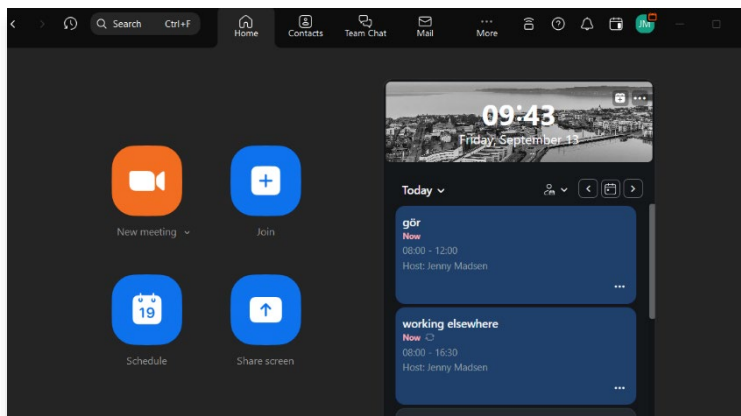 Search Ctrl+F
Home
Contacts
Team Chat
Mail
More
JM
09:43
Friday, September 13
New meeting
Join
19
Schedule
Share screen
Today
gör
Now
08:00 - 12:00
Host: Jenny Madsen
working elsewhere
Now
08:00 - 16:30
Host: Jenny Madsen